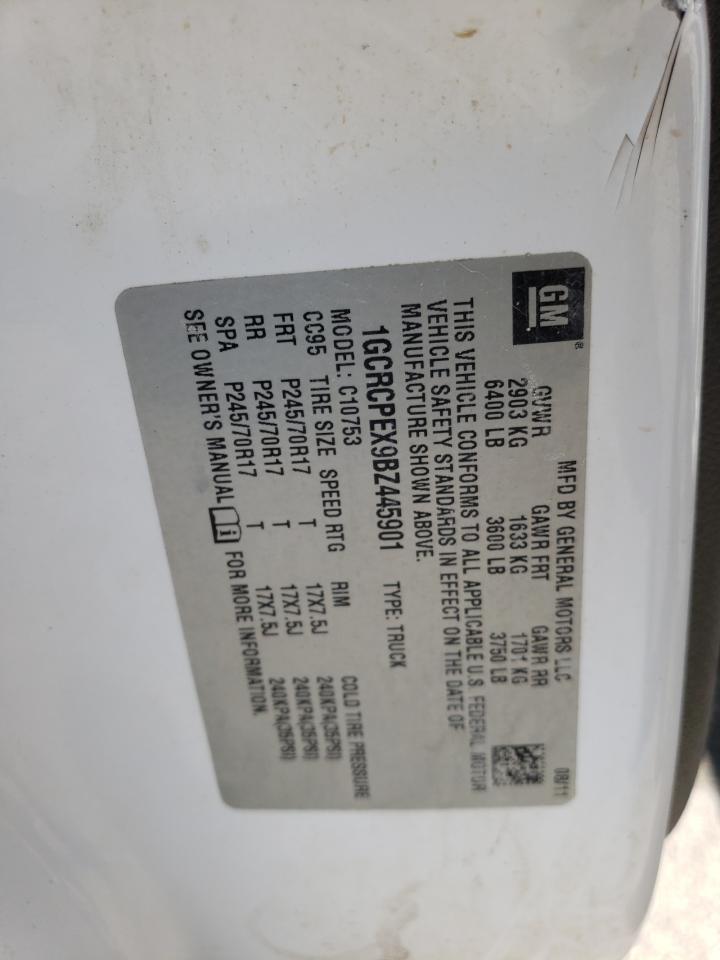 GM
MFD BY GENERAL MOTORS LLC 08/11
GVWR GAWR FRT GAWR RR
2903 KG 1633 KG 1701 KG
6400 LB 3600 LB 3750 LB
THIS VEHICLE CONFORMS TO ALL APPLICABLE U.S. FEDERAL MOTOR
VEHICLE SAFETY STANDARDS IN EFFECT ON THE DATE OF
MANUFACTURE SHOWN ABOVE.
1GCRCPEX9BZ445901 TYPE: TRUCK
MODEL: C10753
CC95 TIRE SIZE SPEED RTG RIM COLD TIRE PRESSURE
FRT P245/70R17 T 17X7.5J 240KPA(35PSI)
RR P245/70R17 T 17X7.5J 240KPA(35PSI)
SPA P245/70R17 T 17X7.5J 240KPA(35PSI)
SEE OWNER'S MANUAL FOR MORE INFORMATION.